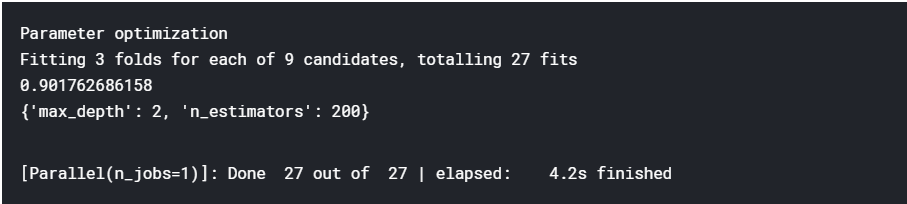 Parameter optimization
Fitting 3 folds for each of 9 candidates, totalling 27 fits
0.901762686158
{'max_depth': 2, 'n_estimators': 200}
[Parallel(n_jobs=1)]: Done  27 out of  27 | elapsed:    4.2s finished